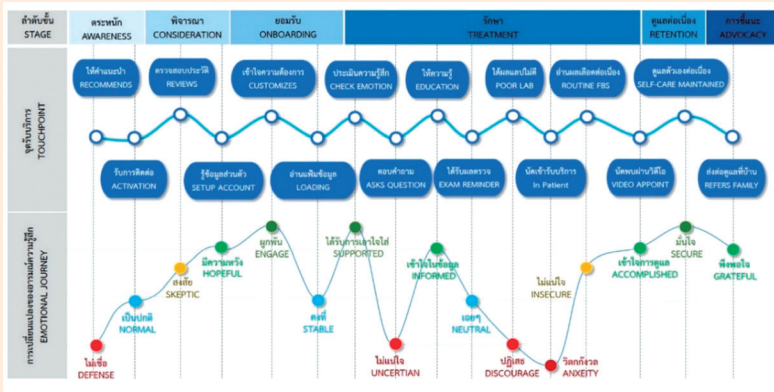 ลำดับขั้น
STAGE
ตระหนัก
AWARENESS
พิจารณา
CONSIDERATION
ยอมรับ
ONBOARDING
รักษา
TREATMENT
ดูแลต่อเนื่อง
RETENTION
การชี้แนะ
ADVOCACY
จุดรับบริการ
TOUCHPOINT
ให้คำแนะนำ
RECOMMENDS
ตรวจสอบประวัติ
REVIEWS
เข้าใจความต้องการ
CUSTOMIZES
ประเมินความรู้สึก
CHECK EMOTION
ให้ความรู้
EDUCATION
ได้ผลแลปไม่ดี
POOR LAB
อ่านผลเลือดต่อเนื่อง
ROUTINE FBS
ดูแลตัวเองต่อเนื่อง
SELF-CARE MAINTAINED
รับการติดต่อ
ACTIVATION
รู้ข้อมูลส่วนตัว
SETUP ACCOUNT
อ่านแฟ้มข้อมูล
LOADING
ตอบคำถาม
ASKS QUESTION
ได้รับผลตรวจ
EXAM REMINDER
นัดเข้ารับบริการ
In Patient
นัดพบผ่านวิดีโอ
VIDEO APPOINT
ส่งต่อดูแลที่บ้าน
REFERS FAMILY
การเปลี่ยนแปลงของอารมณ์ความรู้สึก
EMOTIONAL JOURNEY
ไม่เชื่อ
DEFENSE
เป็นปกติ
NORMAL
สงสัย
SKEPTIC
มีความหวัง
HOPEFUL
ผูกพัน
ENGAGE
คงที่
STABLE
ได้รับการเอาใจใส่
SUPPORTED
ไม่แน่ใจ
UNCERTIAN
เข้าใจในข้อมูล
INFORMED
เฉยๆ
NEUTRAL
ปฏิเสธ
DISCOURAGE
วิตกกังวล
ANXEITY
ไม่แน่ใจ
INSECURE
เข้าใจการดูแล
ACCOMPLISHED
มั่นใจ
SECURE
พึงพอใจ
GRATEFUL